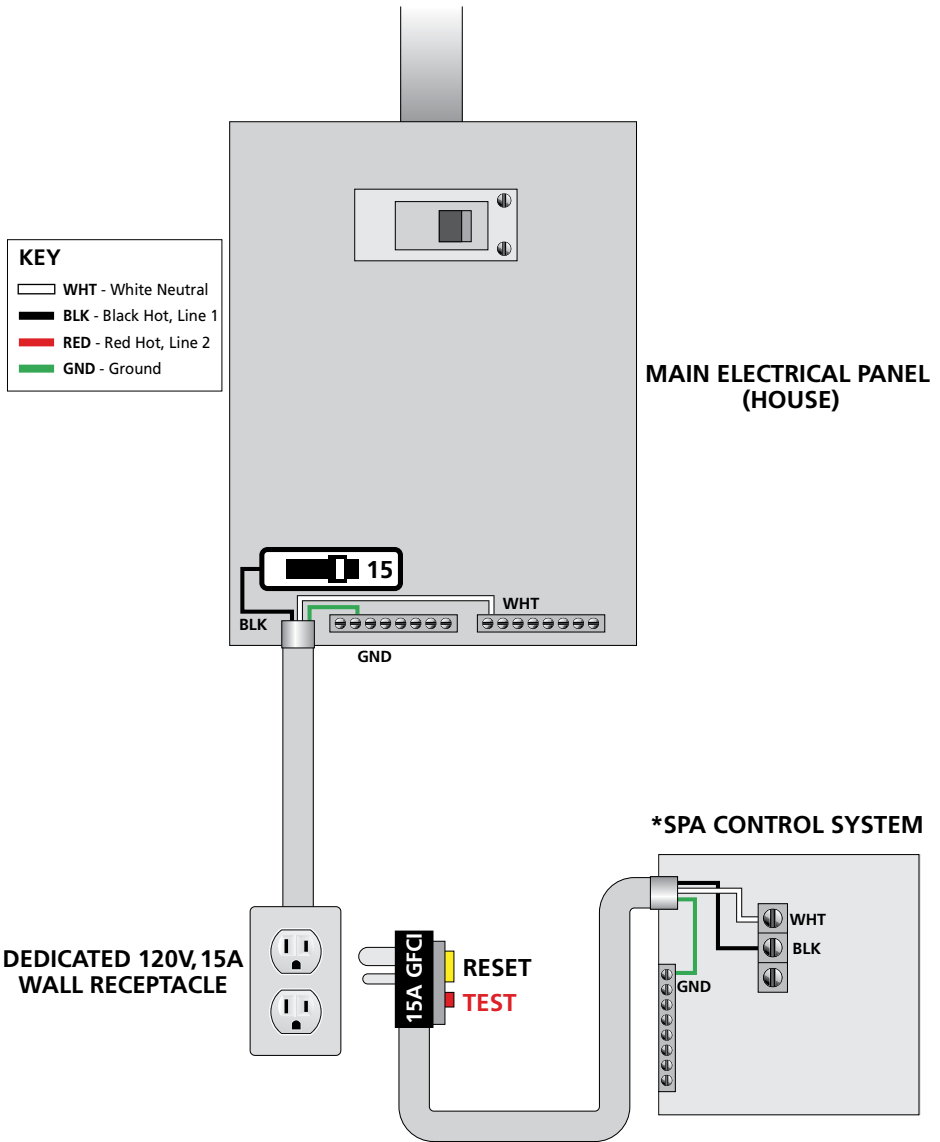 KEY
WHT - White Neutral
BLK - Black Hot, Line 1
RED - Red Hot, Line 2
GND - Ground
MAIN ELECTRICAL PANEL
(HOUSE)
15
BLK
WHT
GND
*SPA CONTROL SYSTEM
WHT
BLK
GND
DEDICATED 120V, 15A
WALL RECEPTACLE
15A GFCI
RESET
TEST